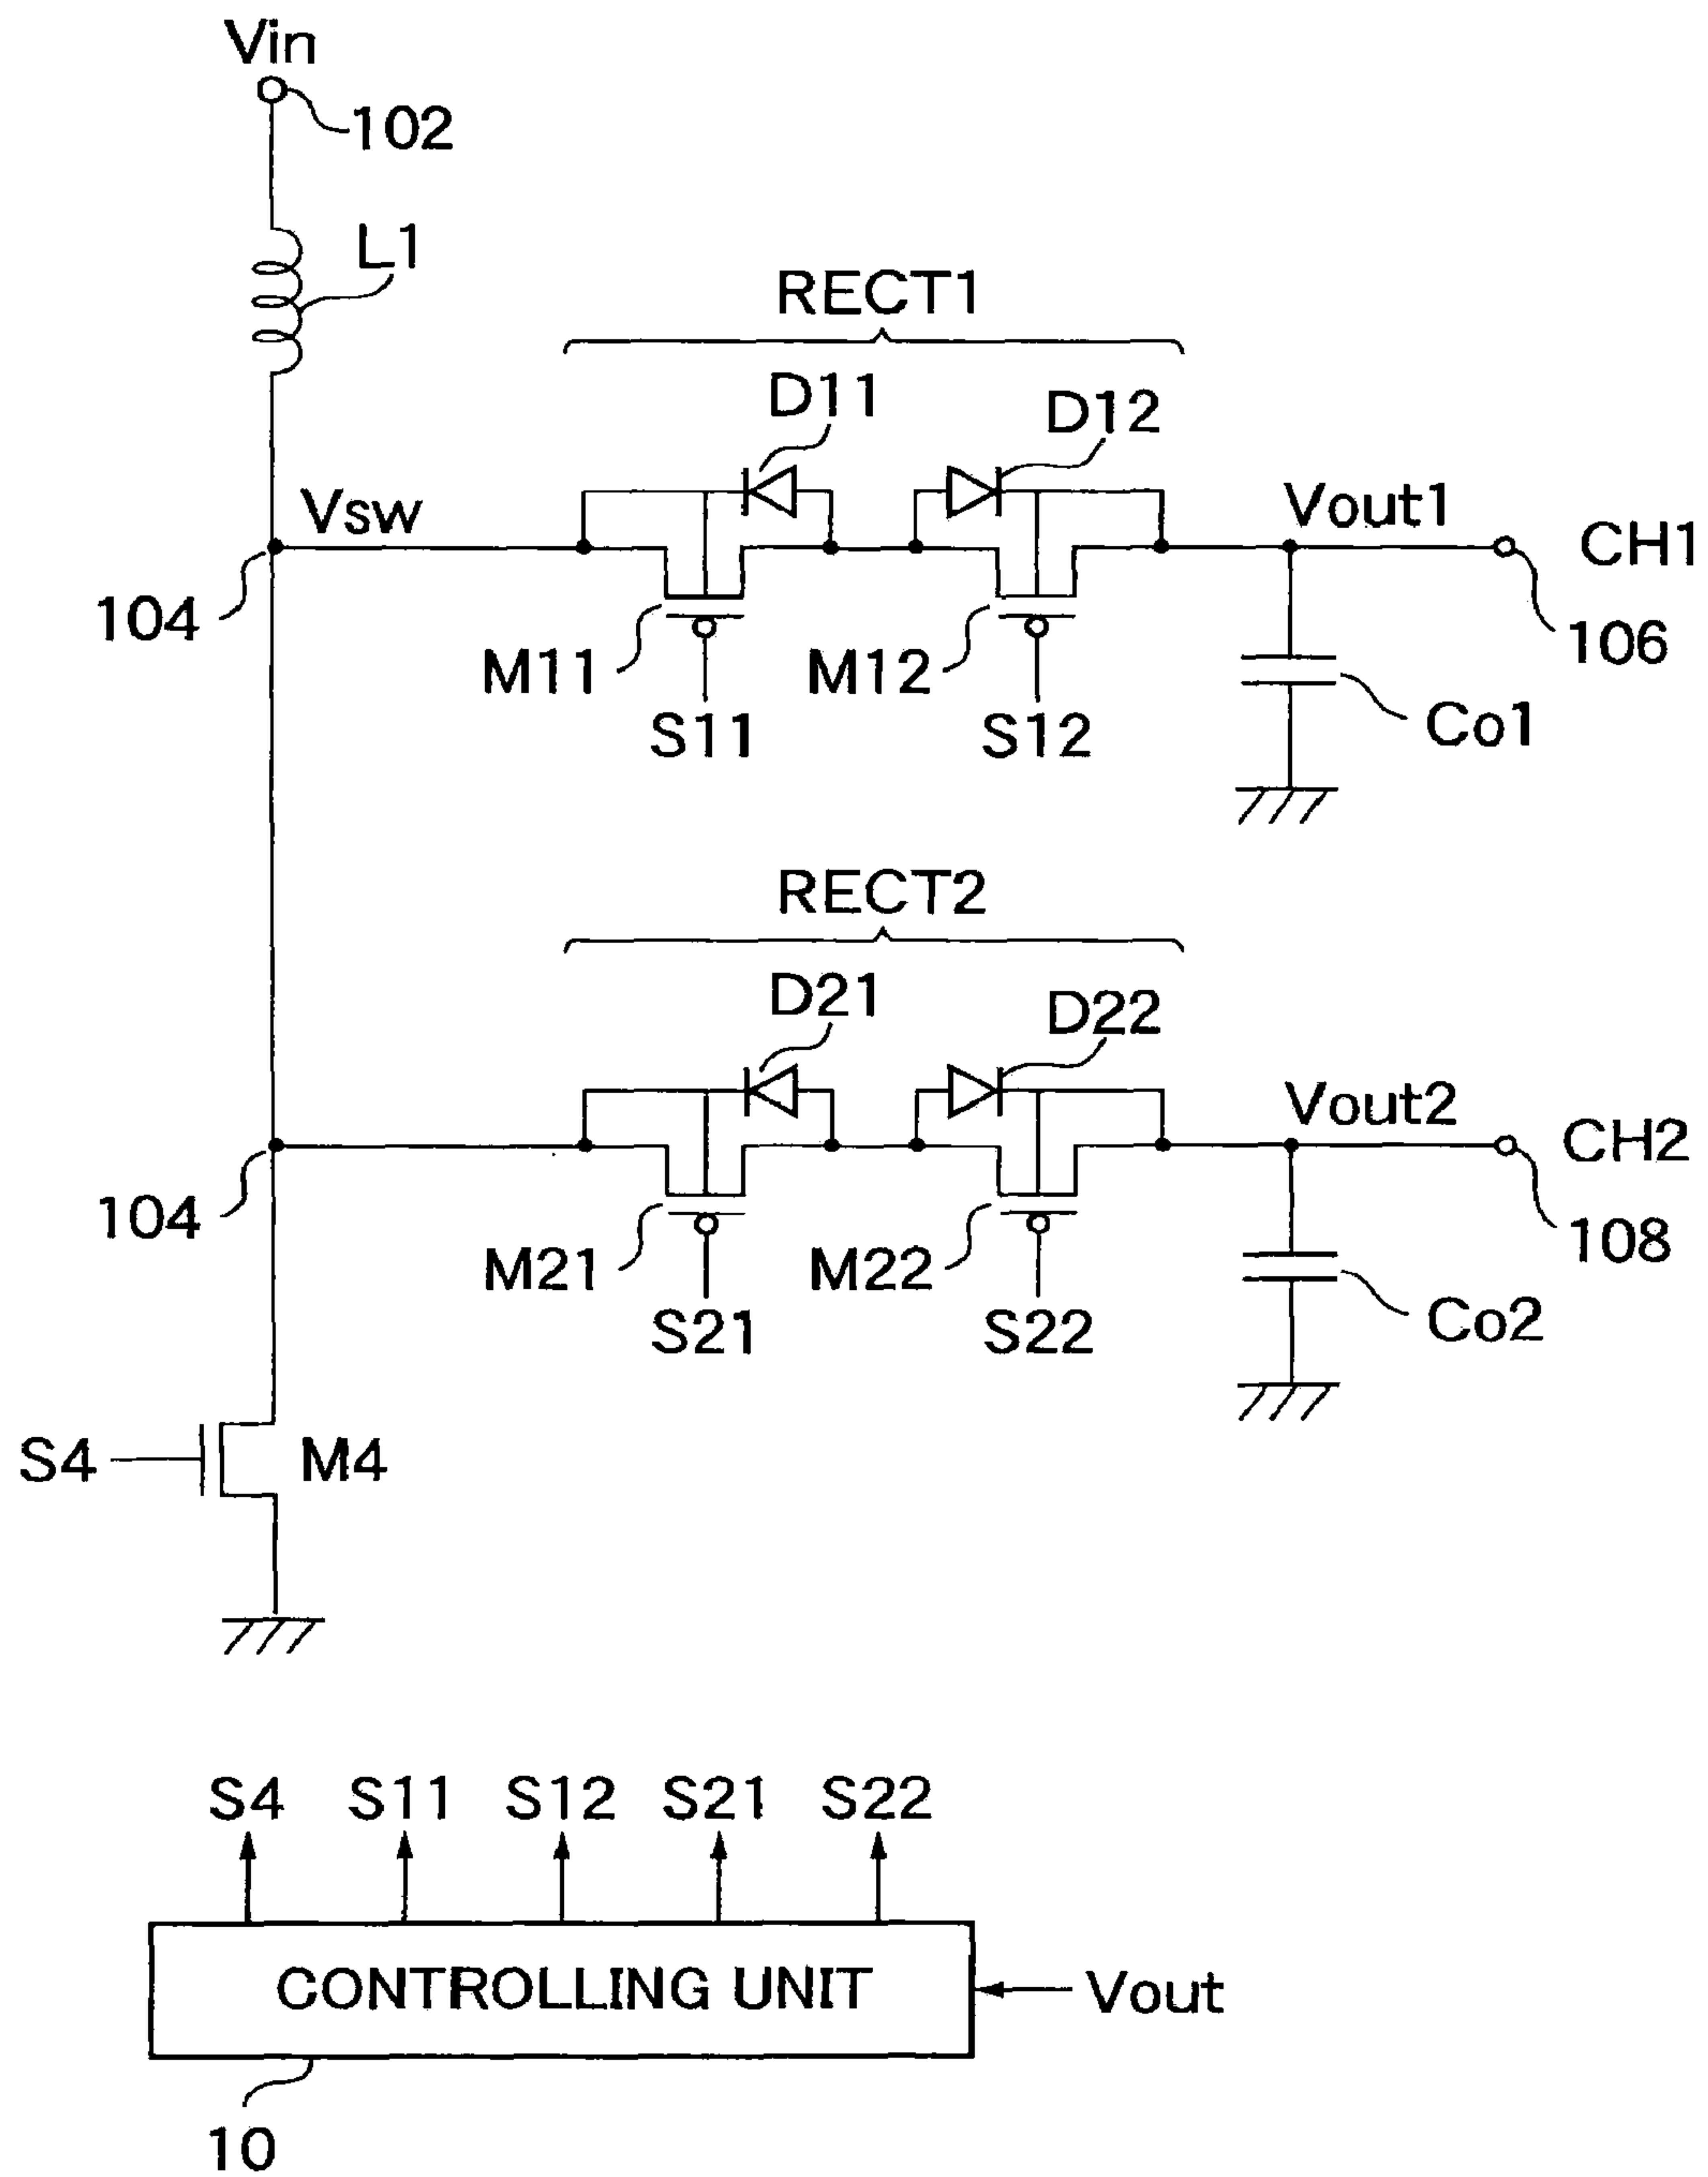 Vin
102
L1
RECT1
D11
D12
Vsw
Vout1
CH1
104
106
M11
M12
S11
S12
Co1
RECT2
D21
D22
Vout2
CH2
104
108
M21
M22
S21
S22
Co2
S4
M4
S4
S11
S12
S21
S22
CONTROLLING UNIT
Vout
10